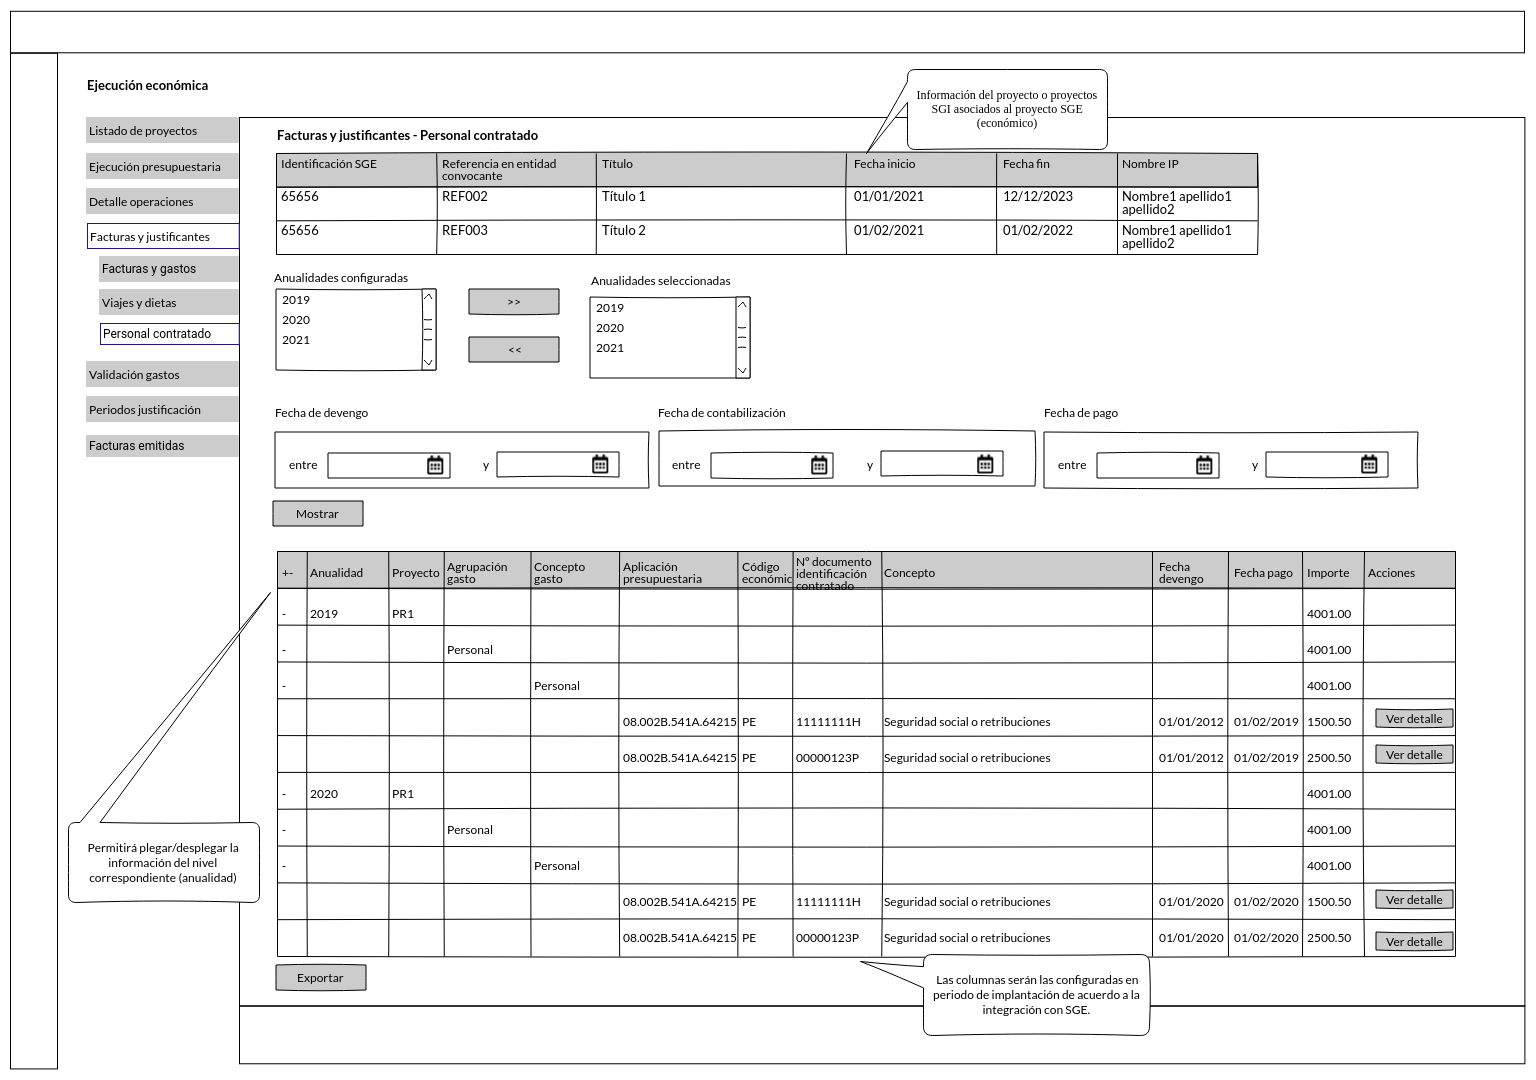 Ejecución económica
Información del proyecto o proyectos
SGI asociados al proyecto SGE
(económico)
Listado de proyectos
Ejecución presupuestaria
Detalle operaciones
Facturas y justificantes
Facturas y gastos
Viajes y dietas
Personal contratado
Validación gastos
Periodos justificación
Facturas emitidas
Facturas y justificantes - Personal contratado
Identificación SGE Referencia en entidad convocante Título Fecha inicio Fecha fin Nombre IP
65656 REF002 Título 1 01/01/2021 12/12/2023 Nombre1 apellido1
apellido2
65656 REF003 Título 2 01/02/2021 01/02/2022 Nombre1 apellido1
apellido2
Anualidades configuradas
2019
2020
2021
>>
<<
Anualidades seleccionadas
2019
2020
2021
Fecha de devengo Fecha de contabilización Fecha de pago
entre y entre y entre y
Mostrar
+- Anualidad Proyecto Agrupación gasto Concepto gasto Aplicación presupuestaria Código económic Nº documento identificación contratado Concepto Fecha devengo Fecha pago Importe Acciones
- 2019 PR1 4001.00
- Personal 4001.00
- Personal 4001.00
08.002B.541A.64215 PE 11111111H Seguridad social o retribuciones 01/01/2012 01/02/2019 1500.50 Ver detalle
08.002B.541A.64215 PE 00000123P Seguridad social o retribuciones 01/01/2012 01/02/2019 2500.50 Ver detalle
- 2020 PR1 4001.00
- Personal 4001.00
- Personal 4001.00
08.002B.541A.64215 PE 11111111H Seguridad social o retribuciones 01/01/2020 01/02/2020 1500.50 Ver detalle
08.002B.541A.64215 PE 00000123P Seguridad social o retribuciones 01/01/2020 01/02/2020 2500.50 Ver detalle
Permitirá plegar/desplegar la
información del nivel
correspondiente (anualidad)
Exportar
Las columnas serán las configuradas en
periodo de implantación de acuerdo a la
integración con SGE.